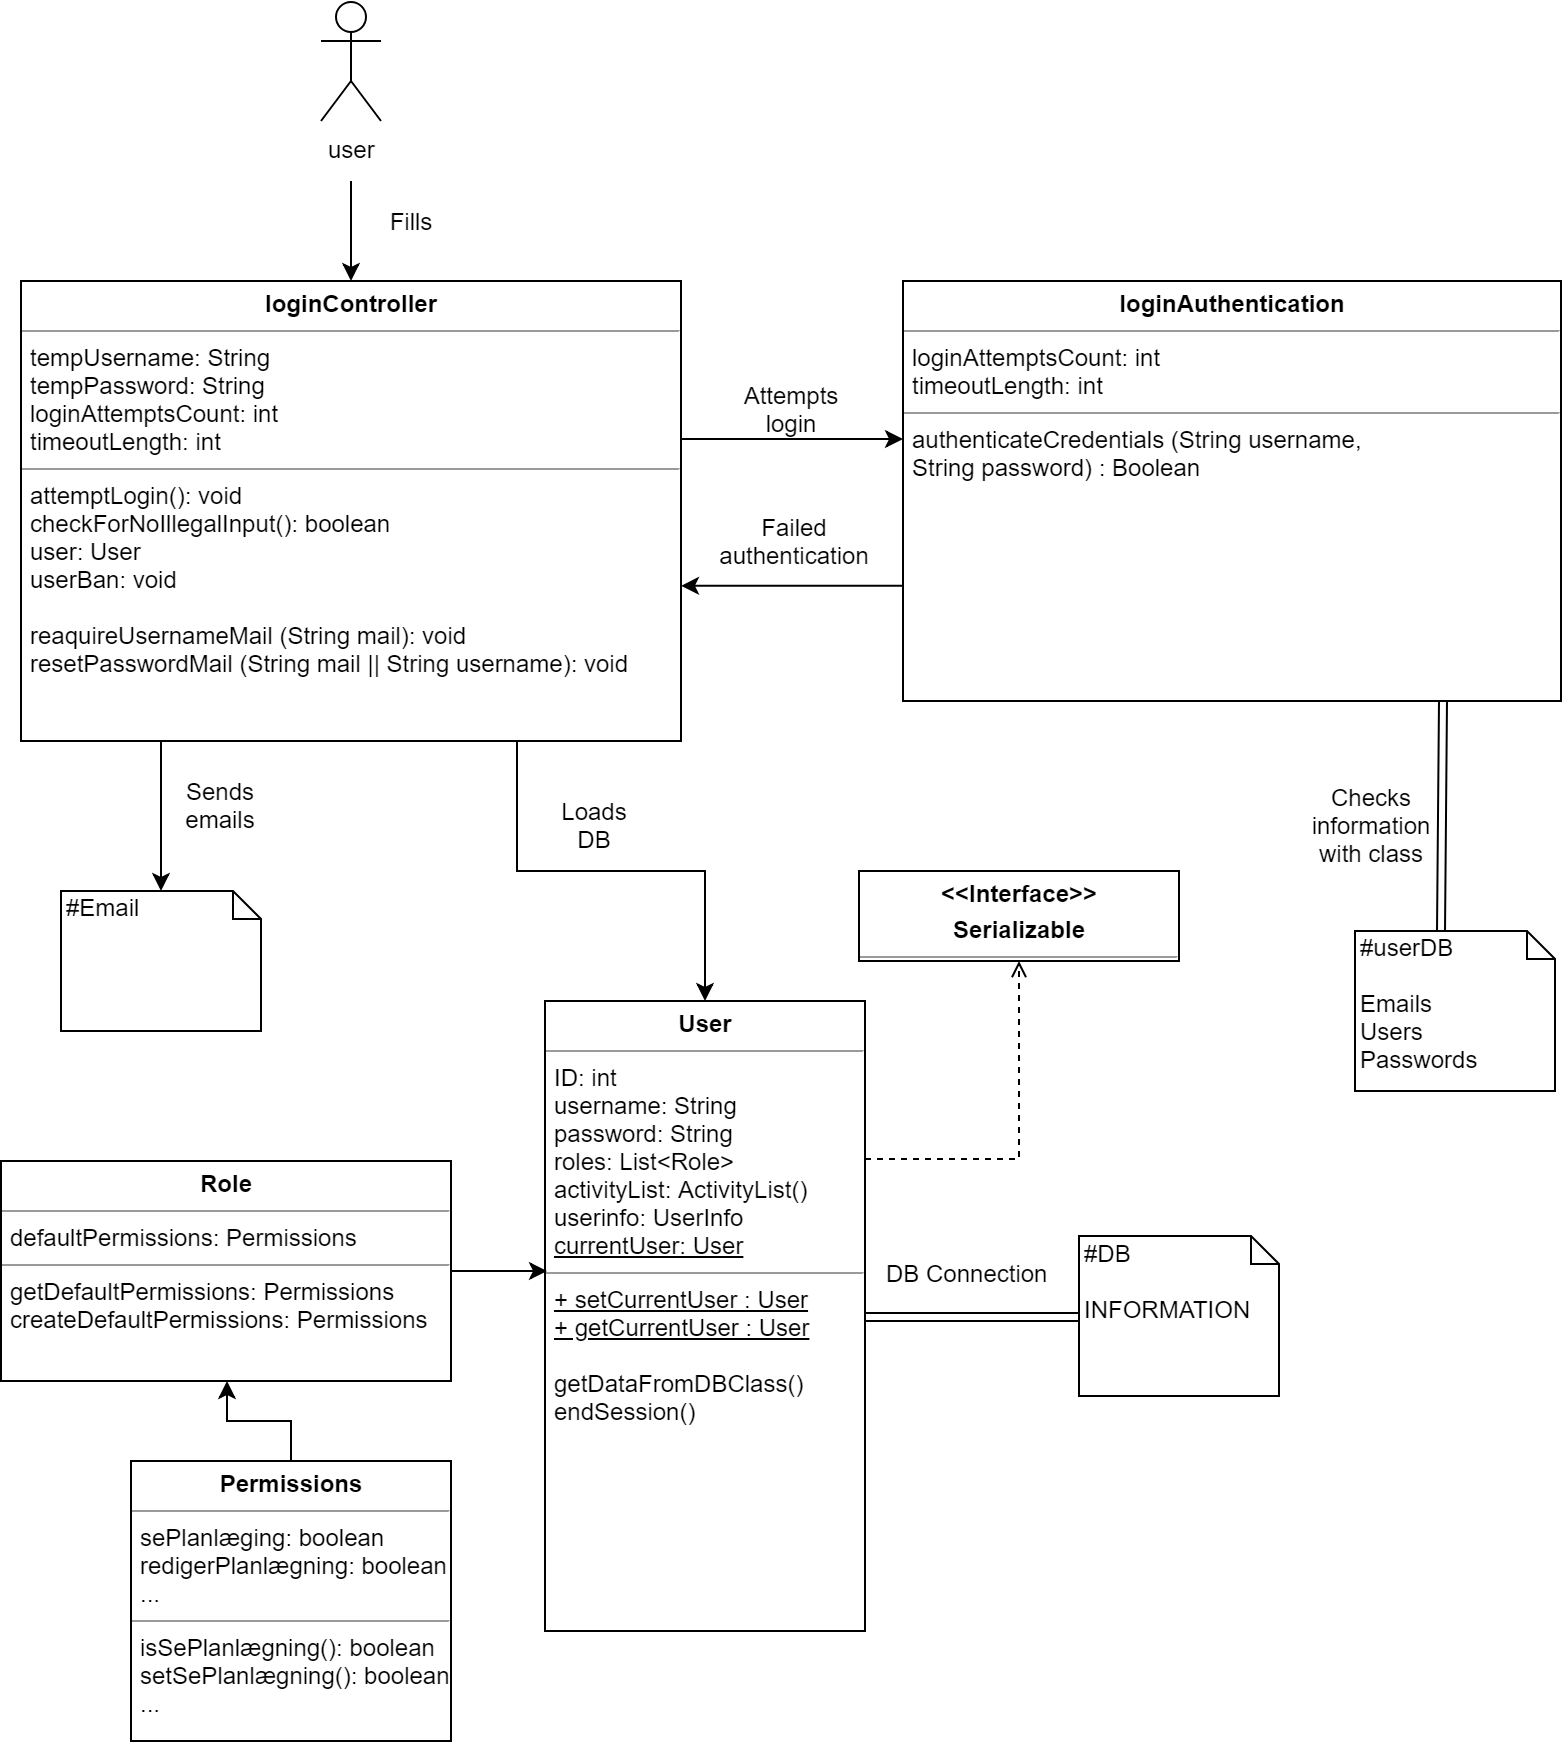 user
Fills
loginController
tempUsername: String
tempPassword: String
loginAttemptsCount: int
timeoutLength: int
attemptLogin(): void
checkForNoIllegalInput(): boolean
user: User
userBan: void
reaquireUsernameMail (String mail): void
resetPasswordMail (String mail || String username): void
Attempts
login
Failed
authentication
loginAuthentication
loginAttemptsCount: int
timeoutLength: int
authenticateCredentials (String username,
String password) : Boolean
Sends
emails
Loads
DB
Checks
information
with class
#Email
<<Interface>>
Serializable
#userDB
Emails
Users
Passwords
User
ID: int
username: String
password: String
roles: List<Role>
activityList: ActivityList()
userinfo: UserInfo
currentUser: User
+ setCurrentUser : User
+ getCurrentUser : User
getDataFromDBClass()
endSession()
Role
defaultPermissions: Permissions
getDefaultPermissions: Permissions
createDefaultPermissions: Permissions
DB Connection
#DB
INFORMATION
Permissions
sePlanlæging: boolean
redigerPlanlægning: boolean
...
isSePlanlægning(): boolean
setSePlanlægning(): boolean
...